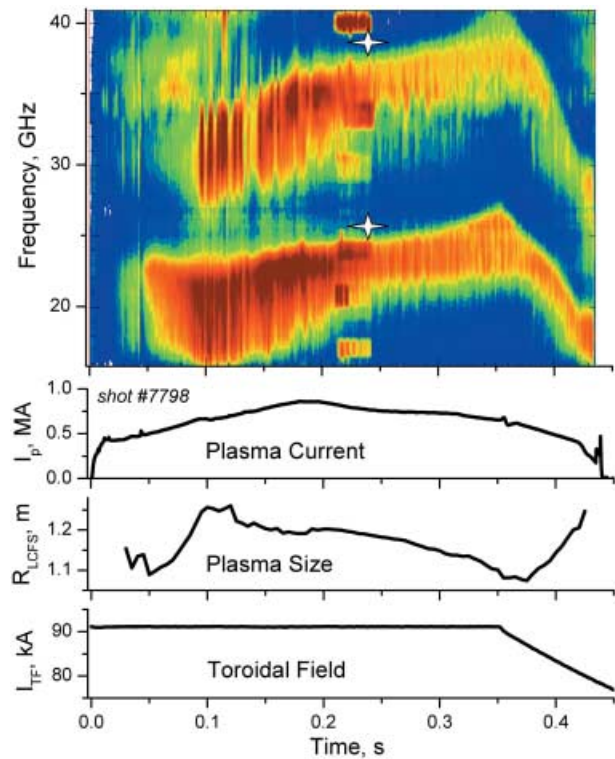 40
30
20
Frequency, GHz
shot #7798
1.0
0.5
0.0
Iₚ, MA
Plasma Current
1.2
1.1
R_LCFS, m
Plasma Size
90
80
I_TF, kA
Toroidal Field
0.0 0.1 0.2 0.3 0.4
Time, s